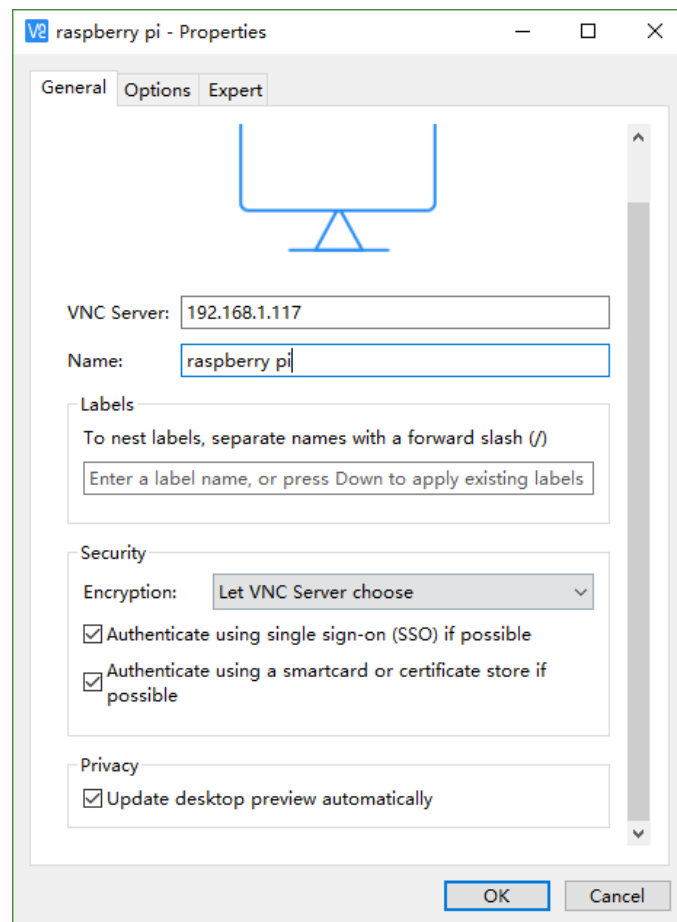 V2 raspberry pi - Properties
General Options Expert
VNC Server: 192.168.1.117
Name: raspberry pi
Labels
To nest labels, separate names with a forward slash (/)
Enter a label name, or press Down to apply existing labels
Security
Encryption: Let VNC Server choose
Authenticate using single sign-on (SSO) if possible
Authenticate using a smartcard or certificate store if
possible
Privacy
Update desktop preview automatically
OK Cancel